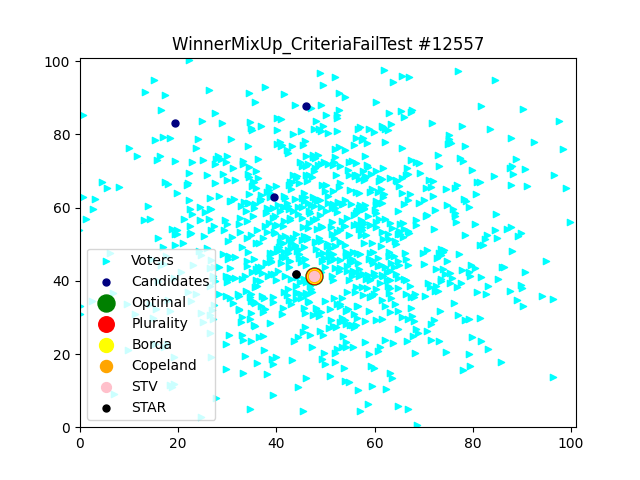 WinnerMixUp_CriteriaFailTest #12557
100
80
60
40
20
0
0 20 40 60 80 100
Voters
Candidates
Optimal
Plurality
Borda
Copeland
STV
STAR